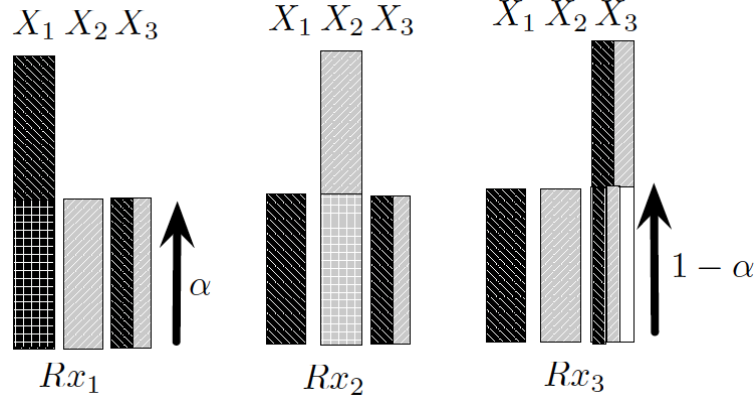 X₁ X₂ X₃
X₁ X₂ X₃
X₁ X₂ X₃
α
1 − α
Rx₁
Rx₂
Rx₃